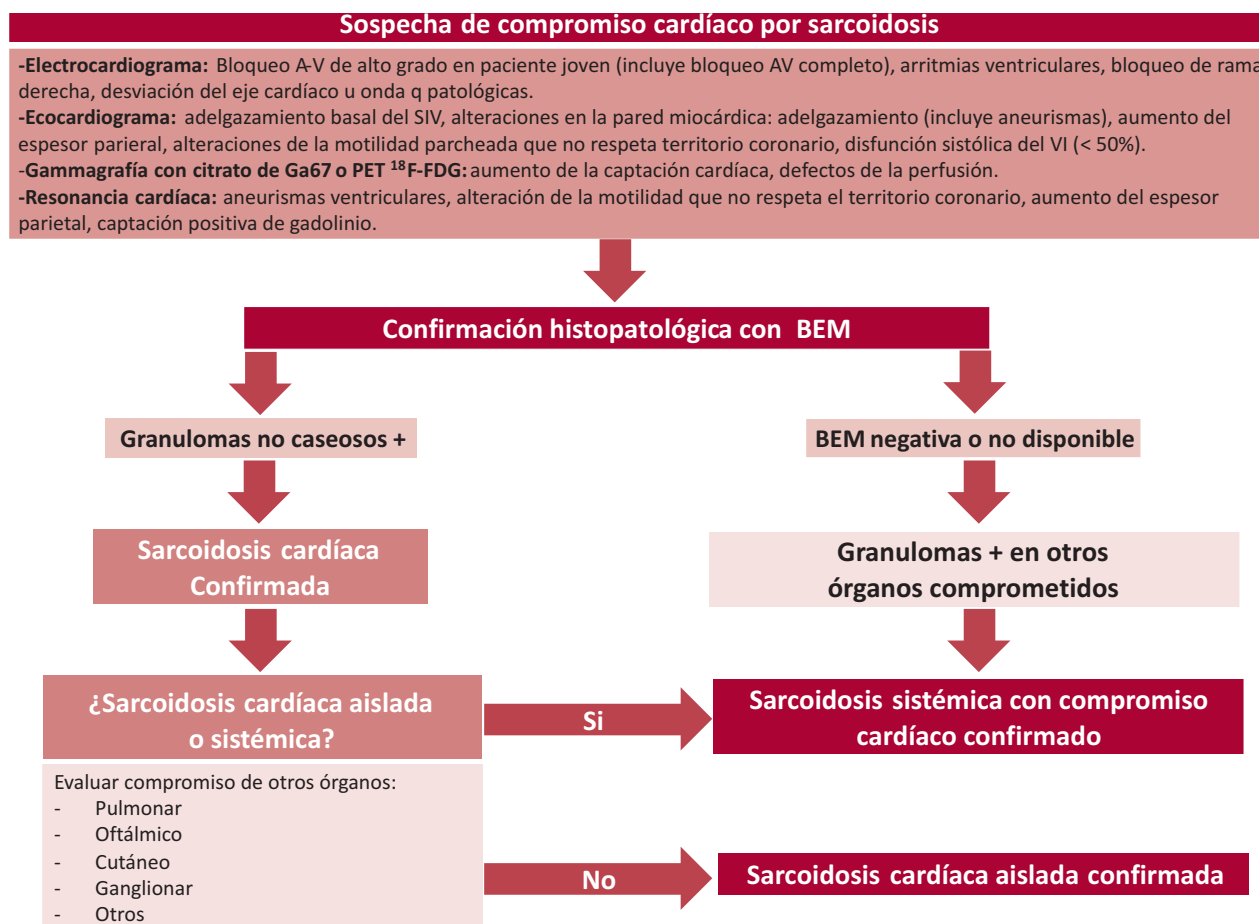 Sospecha de compromiso cardíaco por sarcoidosis
-Electrocardiograma: Bloqueo A-V de alto grado en paciente joven (incluye bloqueo AV completo), arritmias ventriculares, bloqueo de rama
derecha, desviación del eje cardíaco u onda q patológicas.
-Ecocardiograma: adelgazamiento basal del SIV, alteraciones en la pared miocárdica: adelgazamiento (incluye aneurismas), aumento del
espesor parieral, alteraciones de la motilidad parcheada que no respeta territorio coronario, disfunción sistólica del VI (< 50%).
-Gammagrafía con citrato de Ga67 o PET ¹⁸F-FDG: aumento de la captación cardíaca, defectos de la perfusión.
-Resonancia cardíaca: aneurismas ventriculares, alteración de la motilidad que no respeta el territorio coronario, aumento del espesor
parietal, captación positiva de gadolinio.
Confirmación histopatológica con BEM
Granulomas no caseosos +
BEM negativa o no disponible
Sarcoidosis cardíaca
Confirmada
Granulomas + en otros
órganos comprometidos
¿Sarcoidosis cardíaca aislada
o sistémica?
Si
Sarcoidosis sistémica con compromiso
cardíaco confirmado
Evaluar compromiso de otros órganos:
- Pulmonar
- Oftálmico
- Cutáneo
- Ganglionar
- Otros
No
Sarcoidosis cardíaca aislada confirmada